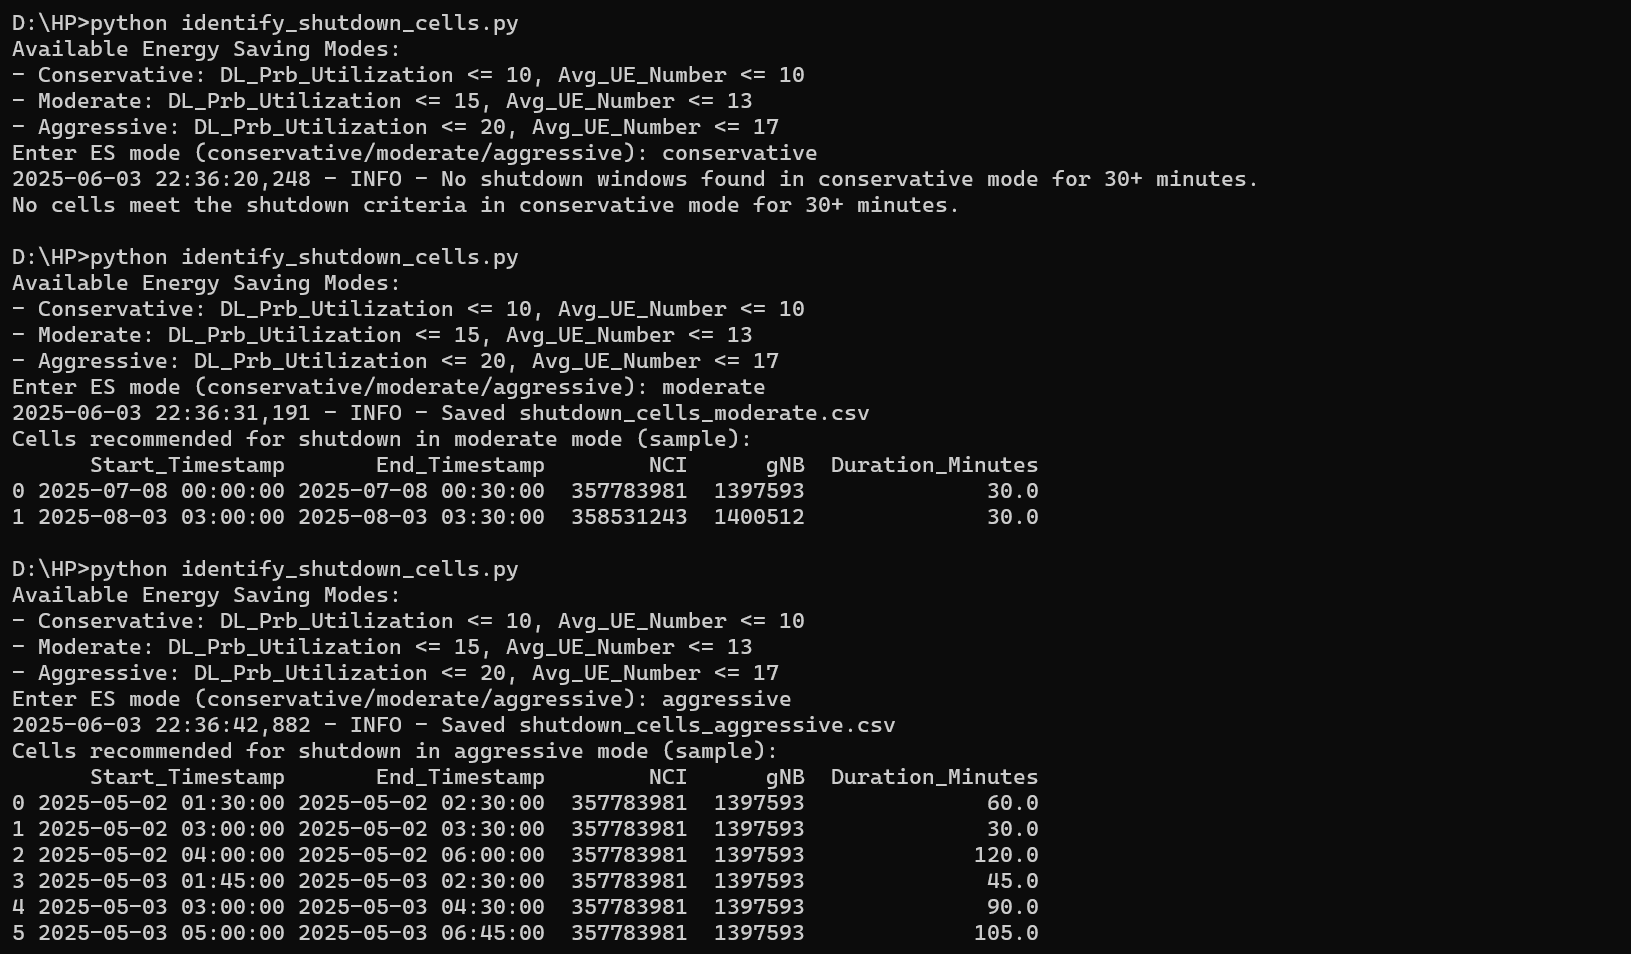 D:\HP>python identify_shutdown_cells.py
Available Energy Saving Modes:
- Conservative: DL_Prb_Utilization <= 10, Avg_UE_Number <= 10
- Moderate: DL_Prb_Utilization <= 15, Avg_UE_Number <= 13
- Aggressive: DL_Prb_Utilization <= 20, Avg_UE_Number <= 17
Enter ES mode (conservative/moderate/aggressive): conservative
2025-06-03 22:36:20,248 - INFO - No shutdown windows found in conservative mode for 30+ minutes.
No cells meet the shutdown criteria in conservative mode for 30+ minutes.

D:\HP>python identify_shutdown_cells.py
Available Energy Saving Modes:
- Conservative: DL_Prb_Utilization <= 10, Avg_UE_Number <= 10
- Moderate: DL_Prb_Utilization <= 15, Avg_UE_Number <= 13
- Aggressive: DL_Prb_Utilization <= 20, Avg_UE_Number <= 17
Enter ES mode (conservative/moderate/aggressive): moderate
2025-06-03 22:36:31,191 - INFO - Saved shutdown_cells_moderate.csv
Cells recommended for shutdown in moderate mode (sample):
      Start_Timestamp       End_Timestamp        NCI      gNB  Duration_Minutes
0 2025-07-08 00:00:00 2025-07-08 00:30:00  357783981  1397593              30.0
1 2025-08-03 03:00:00 2025-08-03 03:30:00  358531243  1400512              30.0

D:\HP>python identify_shutdown_cells.py
Available Energy Saving Modes:
- Conservative: DL_Prb_Utilization <= 10, Avg_UE_Number <= 10
- Moderate: DL_Prb_Utilization <= 15, Avg_UE_Number <= 13
- Aggressive: DL_Prb_Utilization <= 20, Avg_UE_Number <= 17
Enter ES mode (conservative/moderate/aggressive): aggressive
2025-06-03 22:36:42,882 - INFO - Saved shutdown_cells_aggressive.csv
Cells recommended for shutdown in aggressive mode (sample):
      Start_Timestamp       End_Timestamp        NCI      gNB  Duration_Minutes
0 2025-05-02 01:30:00 2025-05-02 02:30:00  357783981  1397593              60.0
1 2025-05-02 03:00:00 2025-05-02 03:30:00  357783981  1397593              30.0
2 2025-05-02 04:00:00 2025-05-02 06:00:00  357783981  1397593             120.0
3 2025-05-03 01:45:00 2025-05-03 02:30:00  357783981  1397593              45.0
4 2025-05-03 03:00:00 2025-05-03 04:30:00  357783981  1397593              90.0
5 2025-05-03 05:00:00 2025-05-03 06:45:00  357783981  1397593             105.0